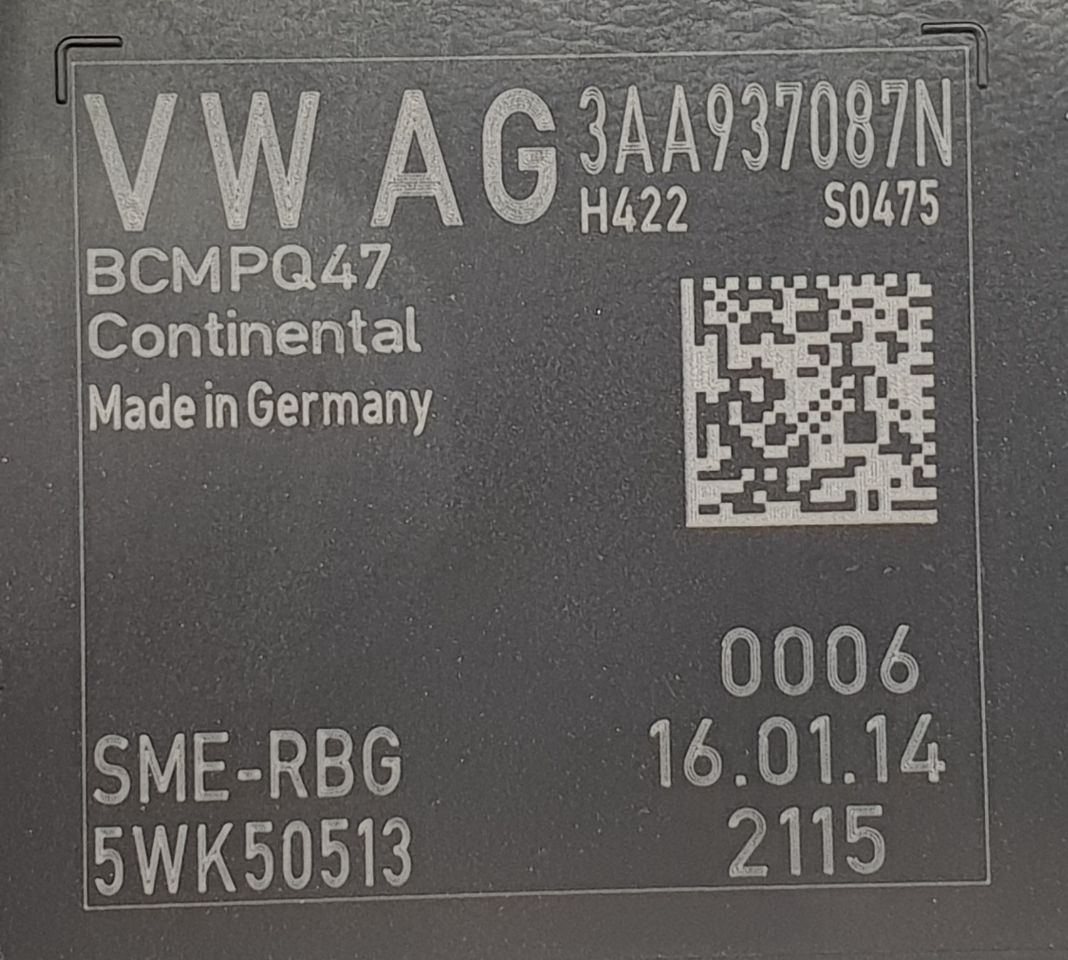 VW AG 3AA937087N
H422 S0475
BCMPQ47
Continental
Made in Germany
0006
SME-RBG 16.01.14
5WK50513 2115